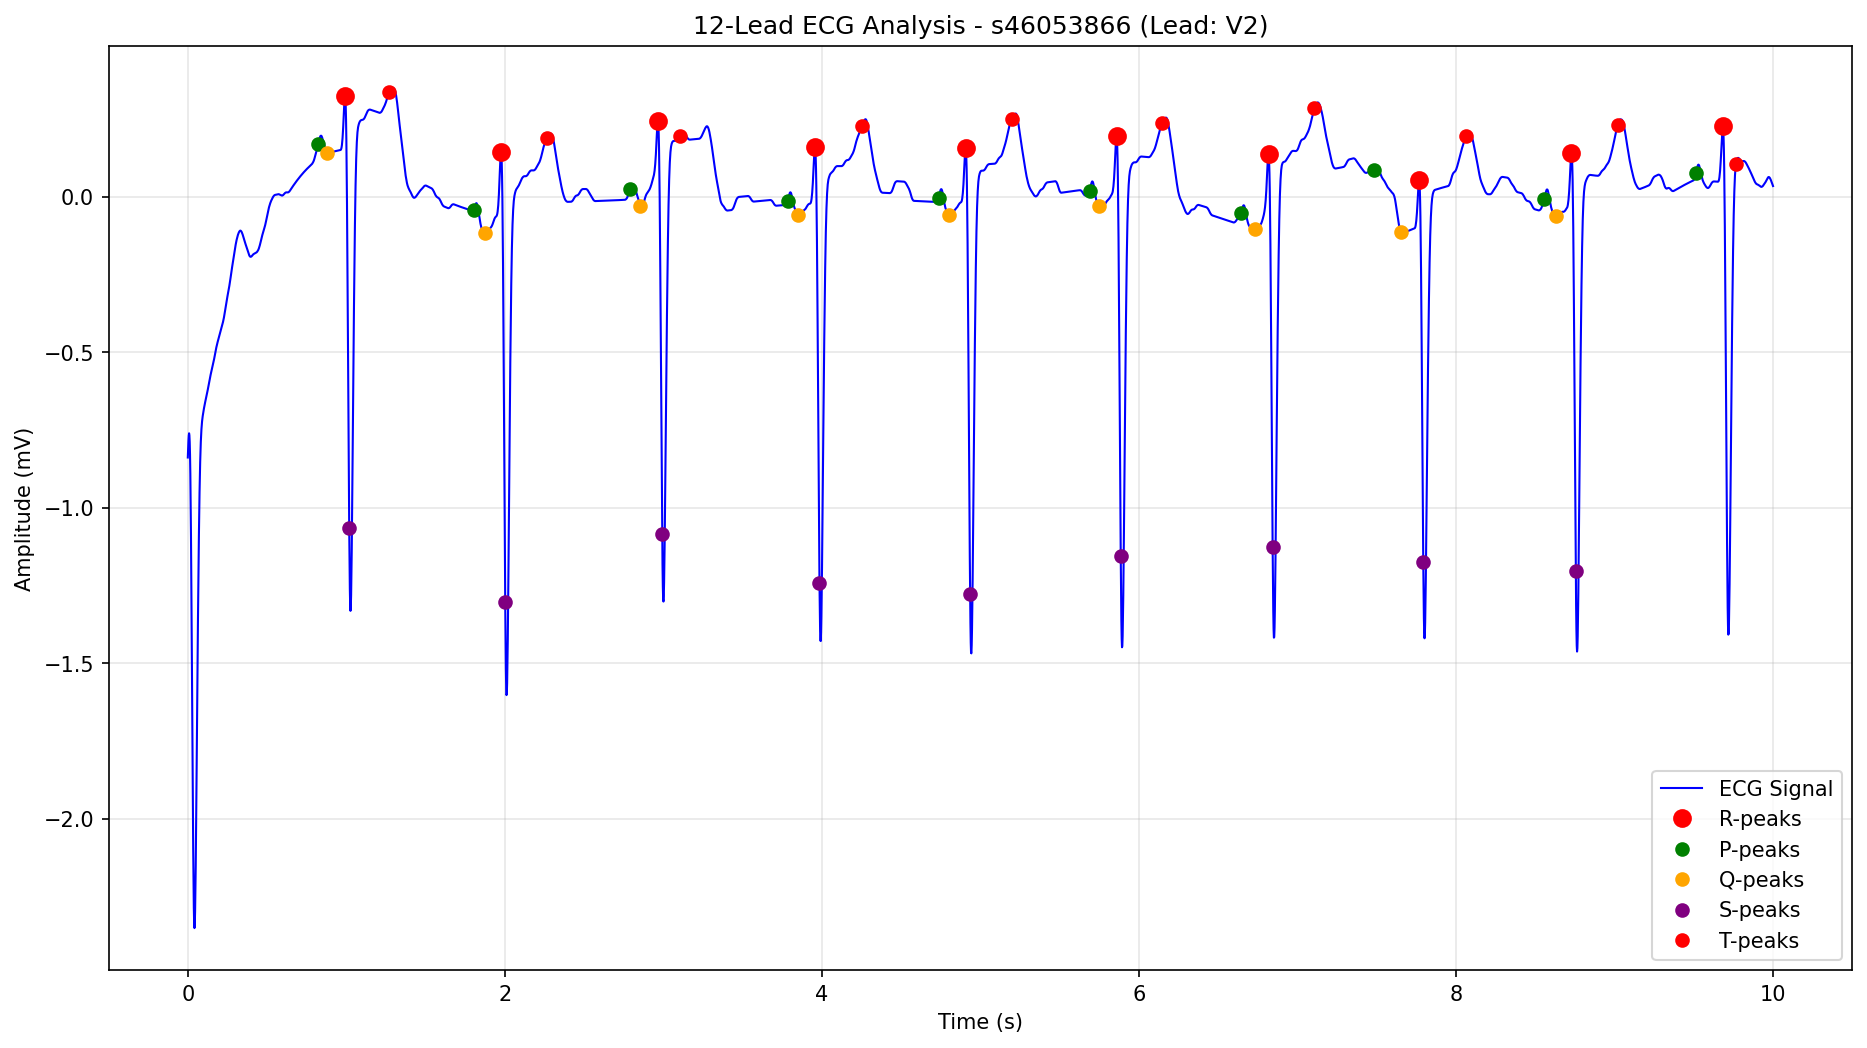 12-Lead ECG Analysis - s46053866 (Lead: V2)
Amplitude (mV)
0.0
−0.5
−1.0
−1.5
−2.0
0 2 4 6 8 10
Time (s)
ECG Signal
R-peaks
P-peaks
Q-peaks
S-peaks
T-peaks